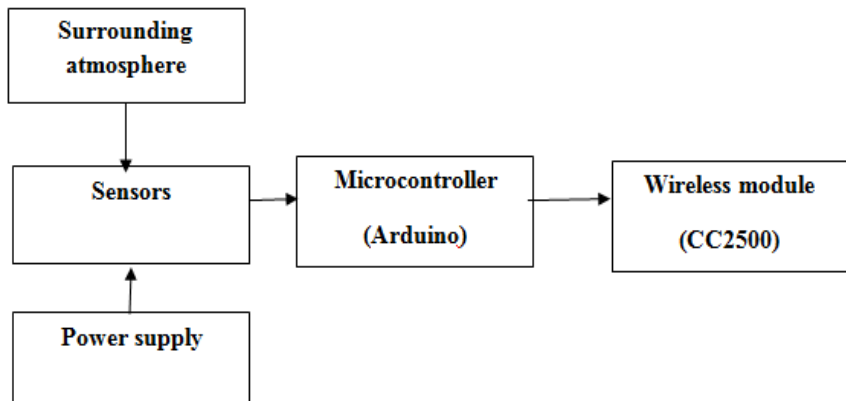 Surrounding
atmosphere
Sensors
Microcontroller
(Arduino)
Wireless module
(CC2500)
Power supply